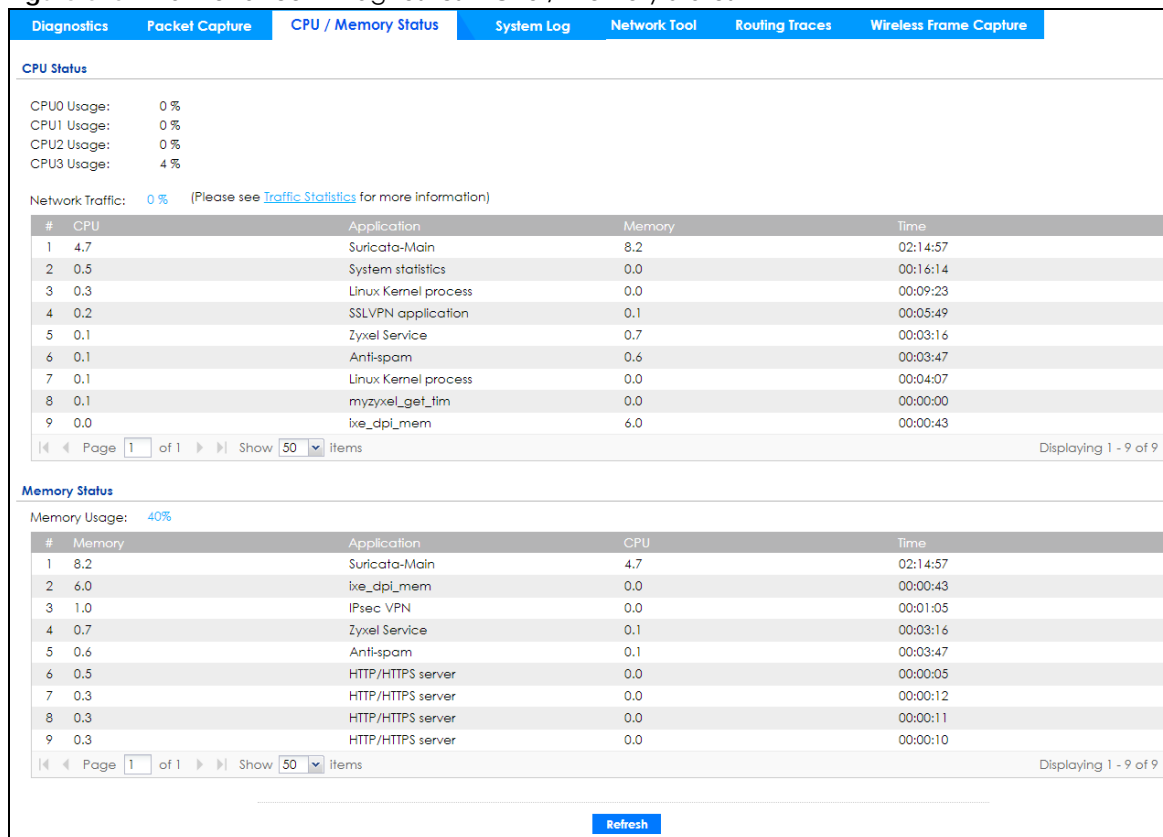 Diagnostics Packet Capture CPU / Memory Status System Log Network Tool Routing Traces Wireless Frame Capture
CPU Status
CPU0 Usage: 0 %
CPU1 Usage: 0 %
CPU2 Usage: 0 %
CPU3 Usage: 4 %
Network Traffic: 0 % (Please see Traffic Statistics for more information)
# CPU Application Memory Time
1 4.7 Suricata-Main 8.2 02:14:57
2 0.5 System statistics 0.0 00:16:14
3 0.3 Linux Kernel process 0.0 00:09:23
4 0.2 SSLVPN application 0.1 00:05:49
5 0.1 Zyxel Service 0.7 00:03:16
6 0.1 Anti-spam 0.6 00:03:47
7 0.1 Linux Kernel process 0.0 00:04:07
8 0.1 myzyxel_get_tim 0.0 00:00:00
9 0.0 ixe_dpi_mem 6.0 00:00:43
Page 1 of 1 Show 50 items Displaying 1 - 9 of 9
Memory Status
Memory Usage: 40%
# Memory Application CPU Time
1 8.2 Suricata-Main 4.7 02:14:57
2 6.0 ixe_dpi_mem 0.0 00:00:43
3 1.0 IPsec VPN 0.0 00:01:05
4 0.7 Zyxel Service 0.1 00:03:16
5 0.6 Anti-spam 0.1 00:03:47
6 0.5 HTTP/HTTPS server 0.0 00:00:05
7 0.3 HTTP/HTTPS server 0.0 00:00:12
8 0.3 HTTP/HTTPS server 0.0 00:00:11
9 0.3 HTTP/HTTPS server 0.0 00:00:10
Page 1 of 1 Show 50 items Displaying 1 - 9 of 9
Refresh